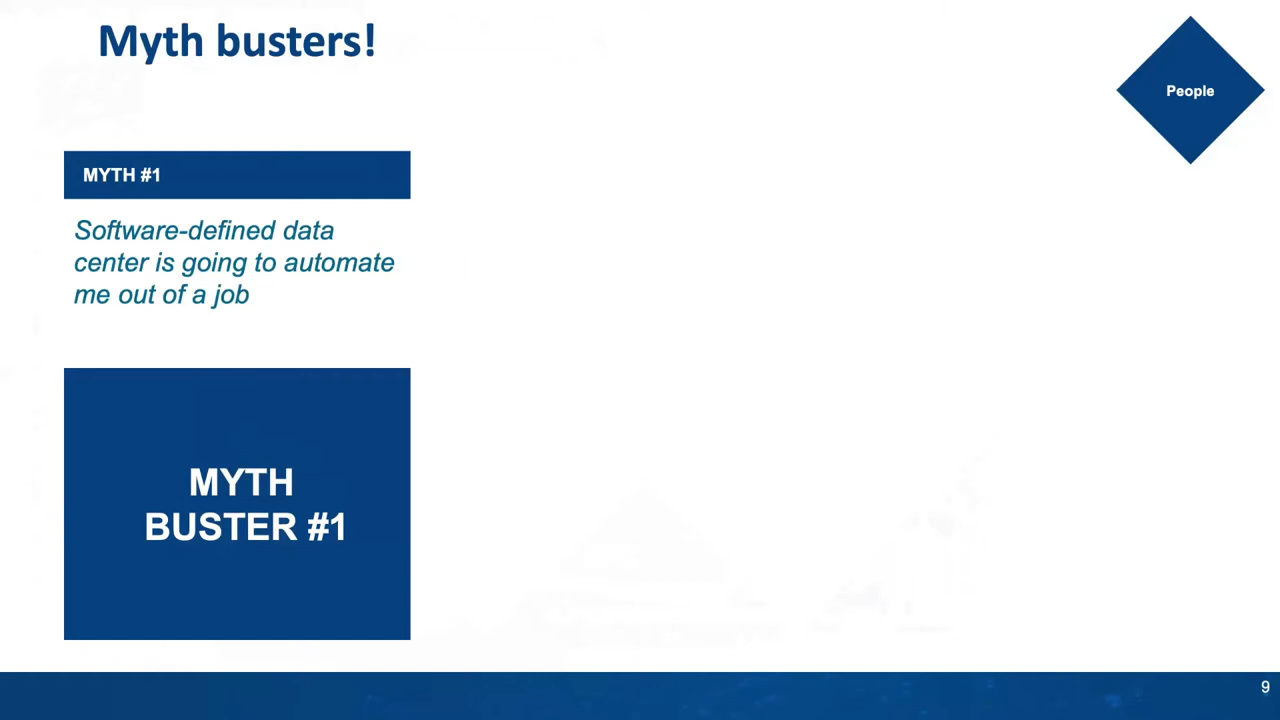 Myth busters!
People
MYTH #1
Software-defined data
center is going to automate
me out of a job
MYTH
BUSTER #1
9